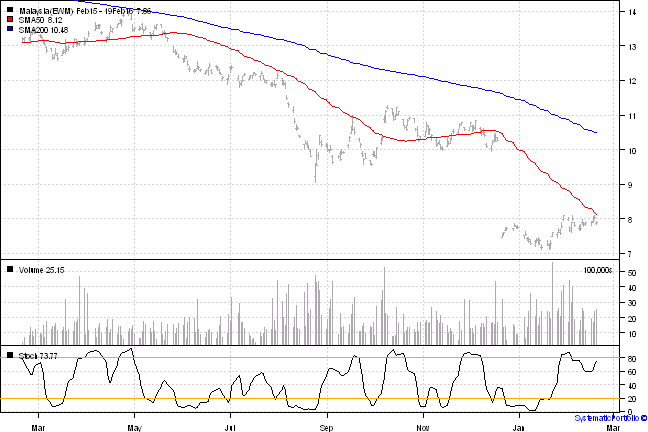 Malaysia(EWM) Feb15 - 19Feb16 7.86
SMA50 8.12
SMA200 10.48
14
13
12
11
10
9
8
7
Volume 25.15
100,000s
50
40
30
20
10
Stoch 73.77
80
60
40
20
0
Mar May Jul Sep Nov Jan Mar
SystematicPortfolio ©